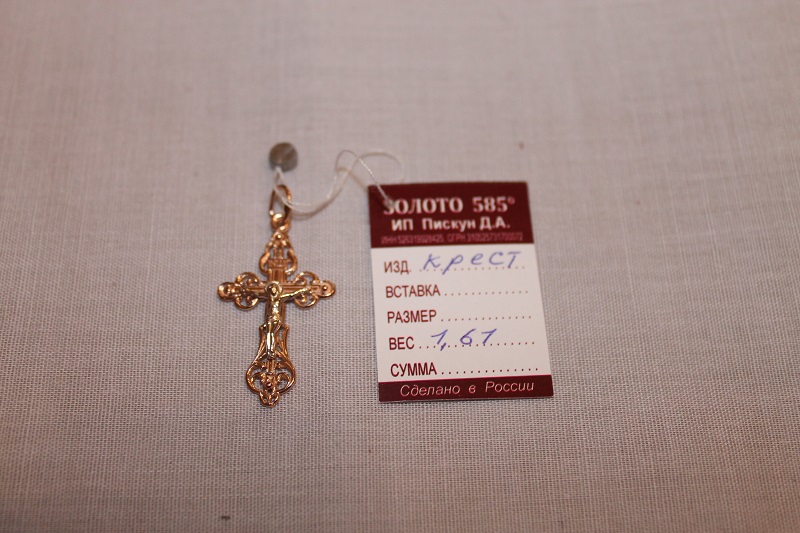 ЗОЛОТО 585°
ИП Пискун Д.А.
ИЗД. крест
ВСТАВКА
РАЗМЕР
ВЕС 1,61
СУММА
Сделано в России